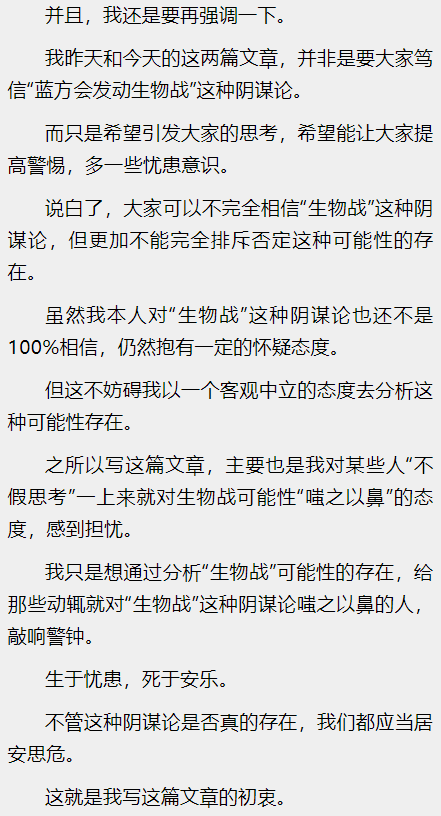 并且，我还是要再强调一下。
我昨天和今天的这两篇文章，并非是要大家笃
信“蓝方会发动生物战”这种阴谋论。
而只是希望引发大家的思考，希望能让大家提
高警惕，多一些忧患意识。
说白了，大家可以不完全相信“生物战”这种阴
谋论，但更加不能完全排斥否定这种可能性的存
在。
虽然我本人对“生物战”这种阴谋论也还不是
100%相信，仍然抱有一定的怀疑态度。
但这不妨碍我以一个客观中立的态度去分析这
种可能性存在。
之所以写这篇文章，主要也是我对某些人“不
假思考”一上来就对生物战可能性“嗤之以鼻”的态
度，感到担忧。
我只是想通过分析“生物战”可能性的存在，给
那些动辄就对“生物战”这种阴谋论嗤之以鼻的人，
敲响警钟。
生于忧患，死于安乐。
不管这种阴谋论是否真的存在，我们都应当居
安思危。
这就是我写这篇文章的初衷。